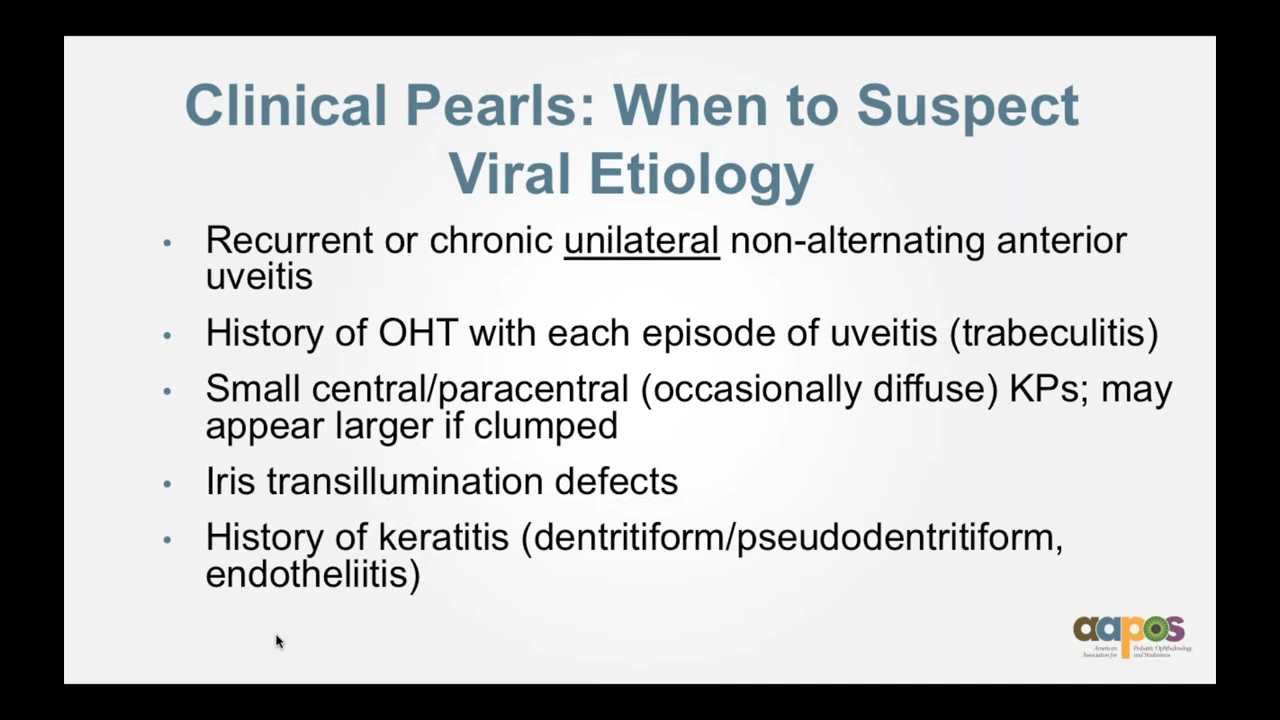 Clinical Pearls: When to Suspect
Viral Etiology
• Recurrent or chronic unilateral non-alternating anterior
uveitis
• History of OHT with each episode of uveitis (trabeculitis)
• Small central/paracentral (occasionally diffuse) KPs; may
appear larger if clumped
• Iris transillumination defects
• History of keratitis (dentritiform/pseudodentritiform,
endotheliitis)
aapos
American Pediatric Ophthalmology
Association for and Strabismus